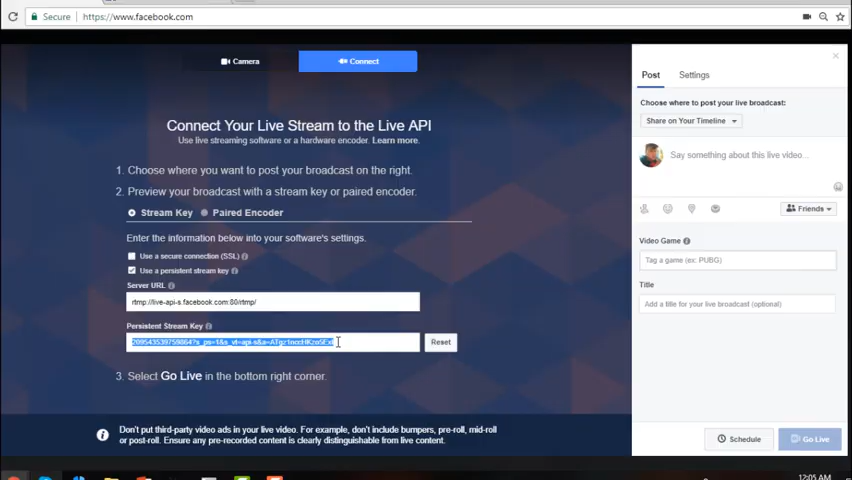 Secure https://www.facebook.com
Camera
Connect
Connect Your Live Stream to the Live API
Use live streaming software or a hardware encoder. Learn more.
1. Choose where you want to post your broadcast on the right.
2. Preview your broadcast with a stream key or paired encoder.
Stream Key Paired Encoder
Enter the information below into your software's settings.
Use a secure connection (SSL)
Use a persistent stream key
Server URL
rtmp://live-api-s.facebook.com:80/rtmp/
Persistent Stream Key
Reset
3. Select Go Live in the bottom right corner.
Don't put third-party video ads in your live video. For example, don't include bumpers, pre-roll, mid-roll
or post-roll. Ensure any pre-recorded content is clearly distinguishable from live content.
Post Settings
Choose where to post your live broadcast:
Share on Your Timeline
Say something about this live video...
Friends
Video Game
Tag a game (ex: PUBG)
Title
Add a title for your live broadcast (optional)
Schedule
Go Live
12:05 AM